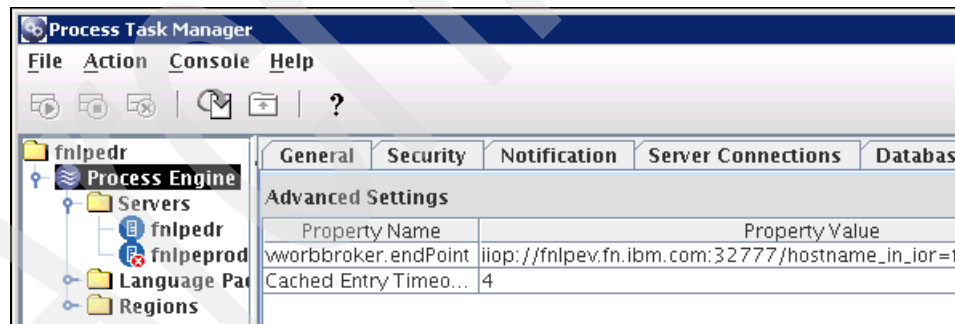 Process Task Manager
File Action Console Help
?
fnlpedr
Process Engine
Servers
fnlpedr
fnlpeprod
Language Pa
Regions
General Security Notification Server Connections Databas
Advanced Settings
Property Name Property Value
vworbbroker.endPoint iiop://fnlpev.fn.ibm.com:32777/hostname_in_ior=
Cached Entry Timeo... 4